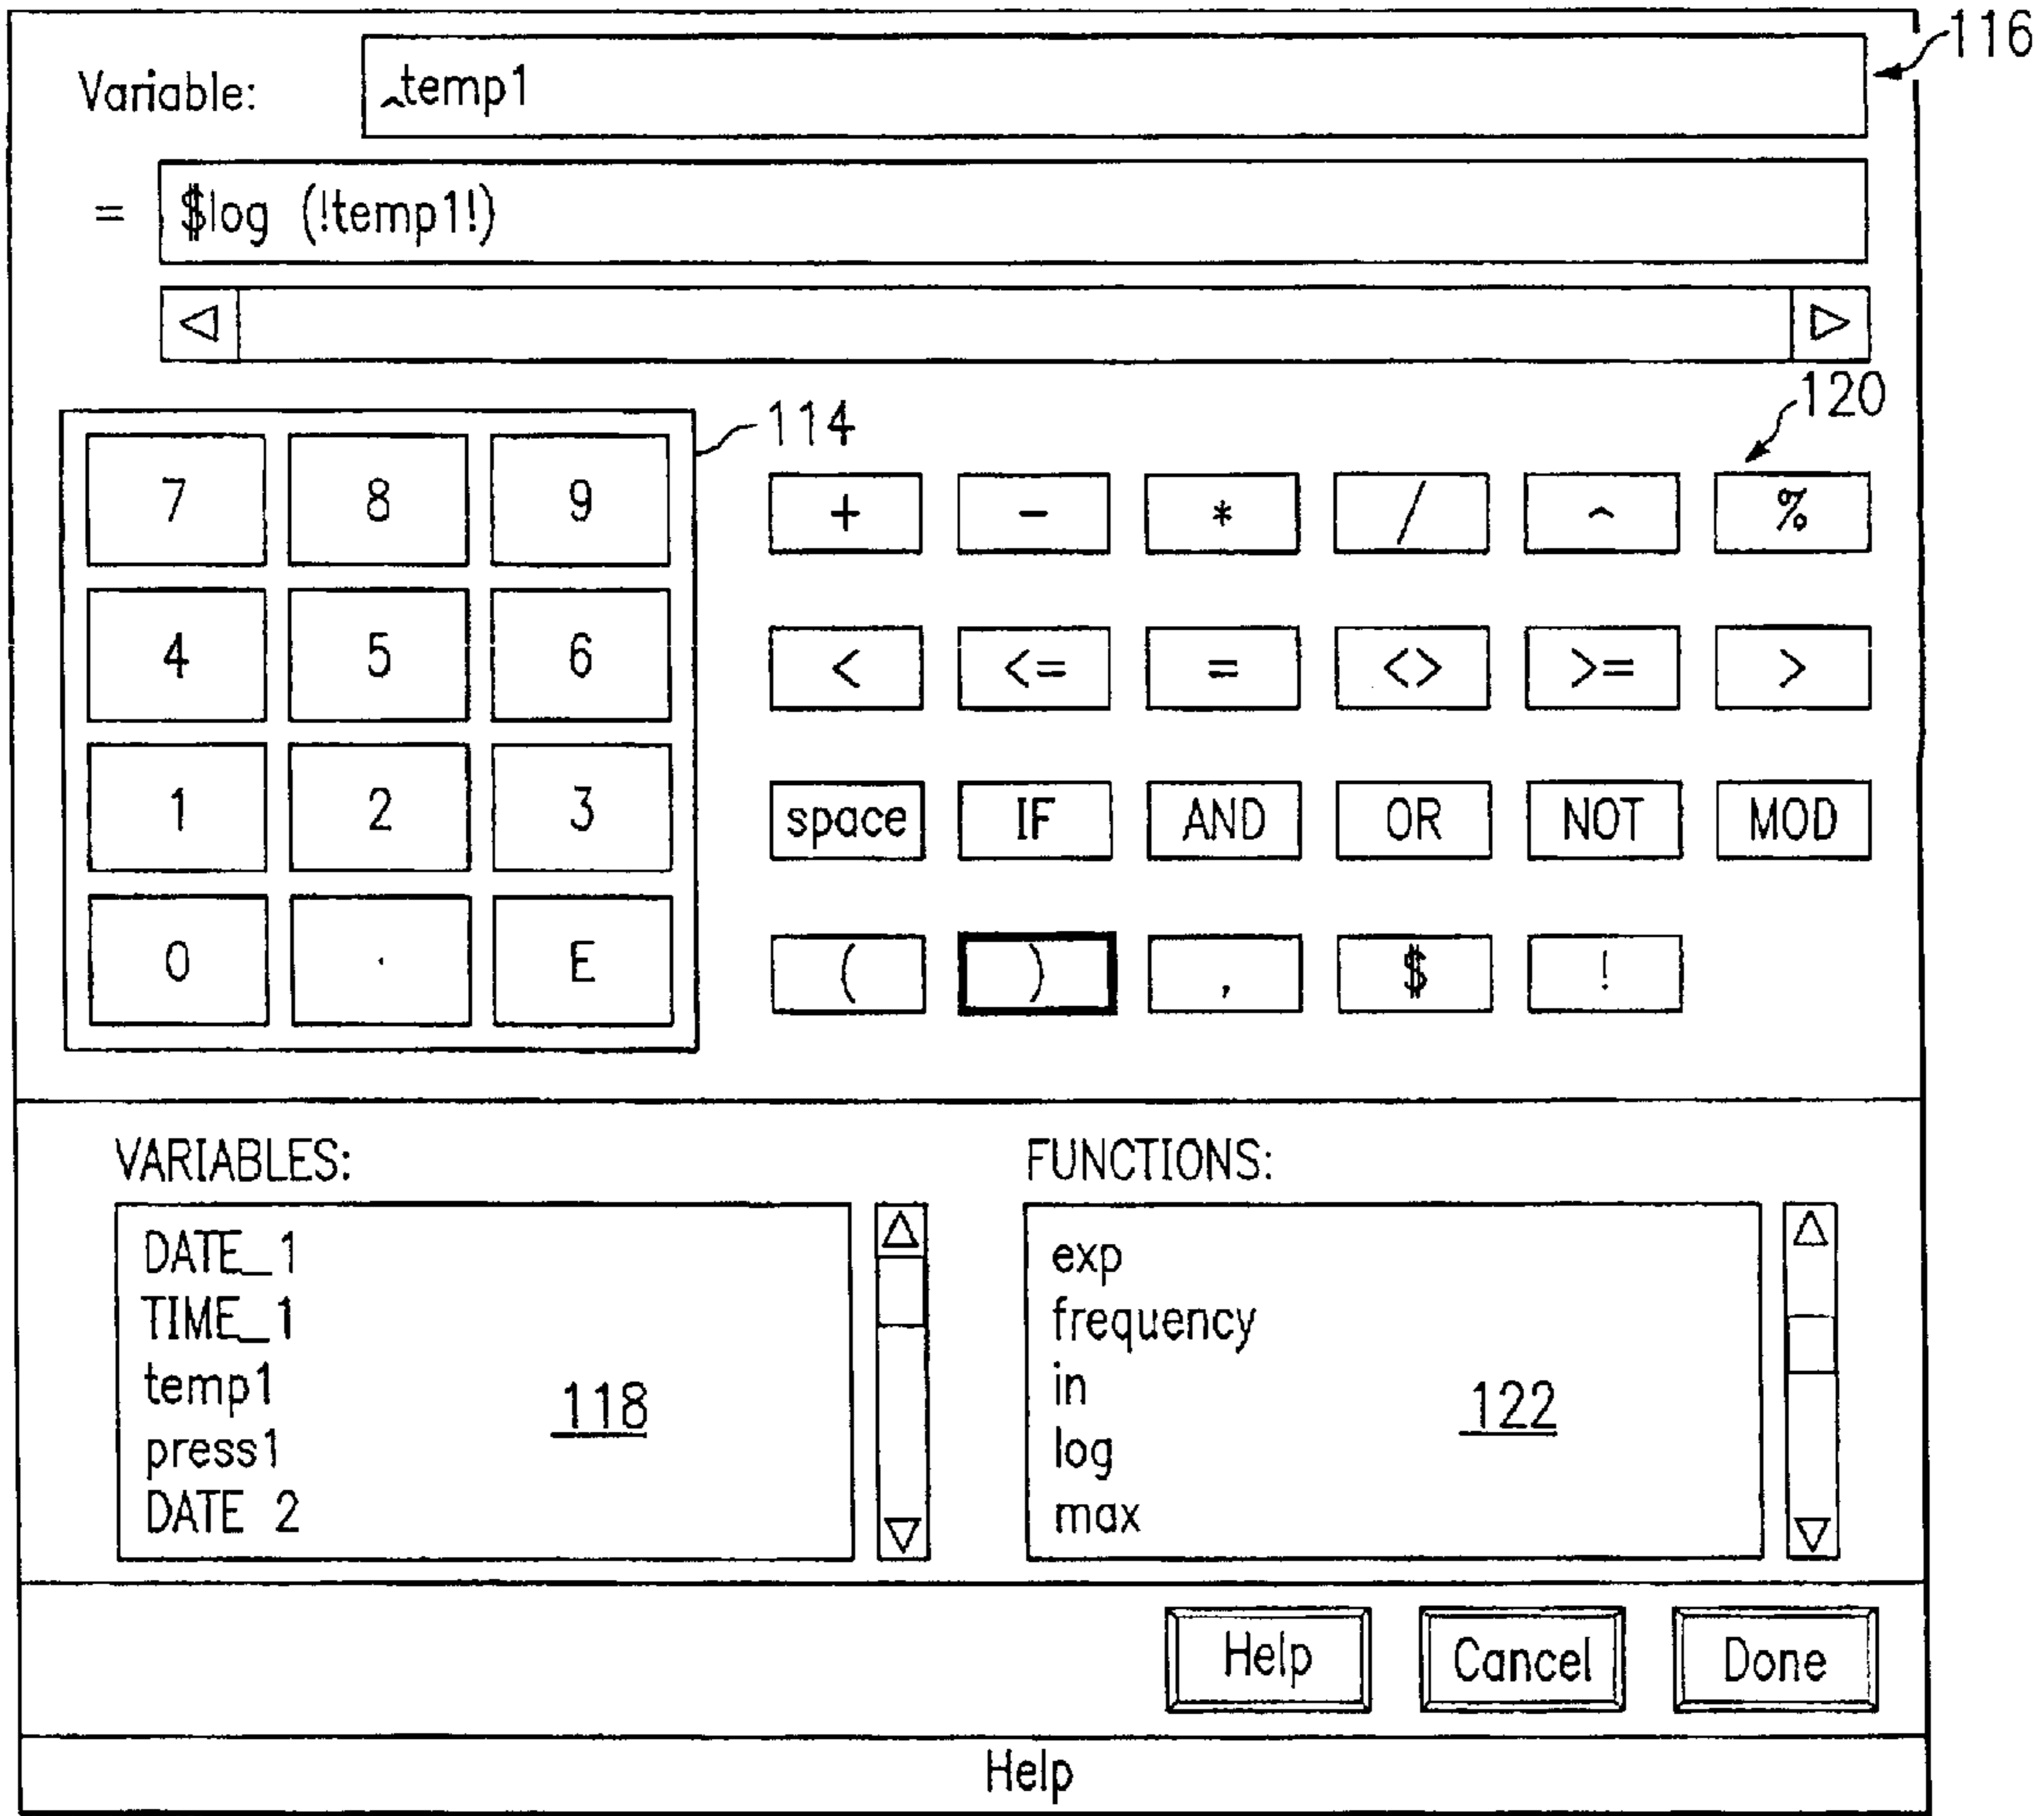 116
Variable: ^temp1
= $log (!temp1!)
120
114
7 8 9 + - * / ^ %
4 5 6 < <= = <> >= >
1 2 3 space IF AND OR NOT MOD
0 . E ( ) , $ !
VARIABLES: FUNCTIONS:
DATE_1 exp
TIME_1 frequency
temp1 in
118 122
press1 log
DATE 2 max
Help Cancel Done
Help